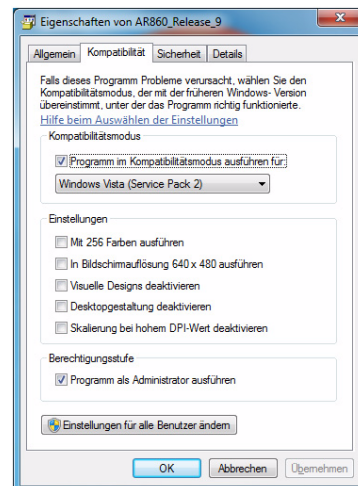 Eigenschaften von AR860_Release_9
Allgemein Kompatibilität Sicherheit Details
Falls dieses Programm Probleme verursacht, wählen Sie den
Kompatibilitätsmodus, der mit der früheren Windows- Version
übereinstimmt, unter der das Programm richtig funktionierte.
Hilfe beim Auswählen der Einstellungen
Kompatibilitätsmodus
Programm im Kompatibilitätsmodus ausführen für:
Windows Vista (Service Pack 2)
Einstellungen
Mit 256 Farben ausführen
In Bildschirmauflösung 640 x 480 ausführen
Visuelle Designs deaktivieren
Desktopgestaltung deaktivieren
Skalierung bei hohem DPI-Wert deaktivieren
Berechtigungsstufe
Programm als Administrator ausführen
Einstellungen für alle Benutzer ändern
OK Abbrechen Übernehmen